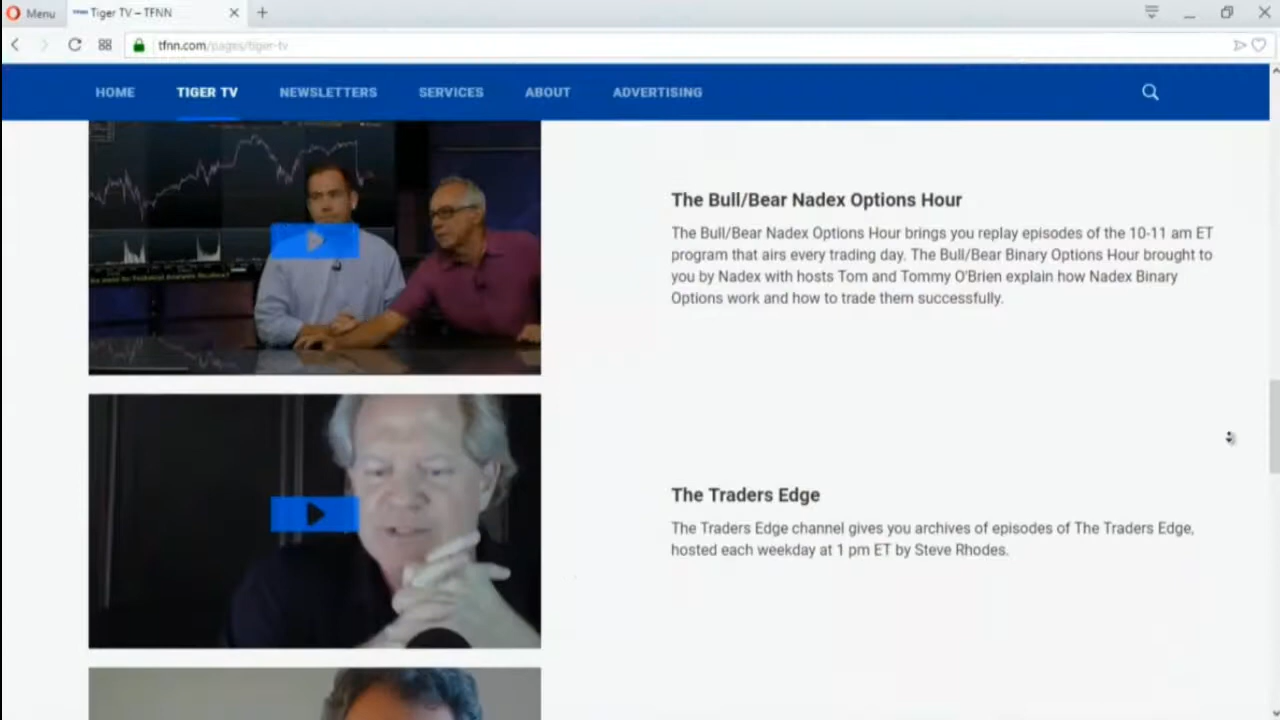 Menu
Tiger TV – TFNN
tfnn.com/pages/tiger-tv
HOME TIGER TV NEWSLETTERS SERVICES ABOUT ADVERTISING
The Bull/Bear Nadex Options Hour
The Bull/Bear Nadex Options Hour brings you replay episodes of the 10-11 am ET
program that airs every trading day. The Bull/Bear Binary Options Hour brought to
you by Nadex with hosts Tom and Tommy O'Brien explain how Nadex Binary
Options work and how to trade them successfully.
The Traders Edge
The Traders Edge channel gives you archives of episodes of The Traders Edge,
hosted each weekday at 1 pm ET by Steve Rhodes.